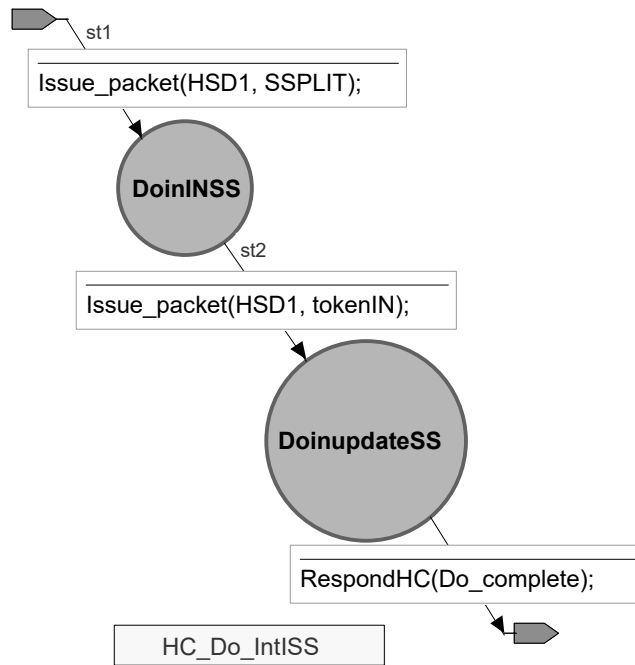 st1
Issue_packet(HSD1, SSPLIT);
DoinINSS
st2
Issue_packet(HSD1, tokenIN);
DoinupdateSS
RespondHC(Do_complete);
HC_Do_IntISS